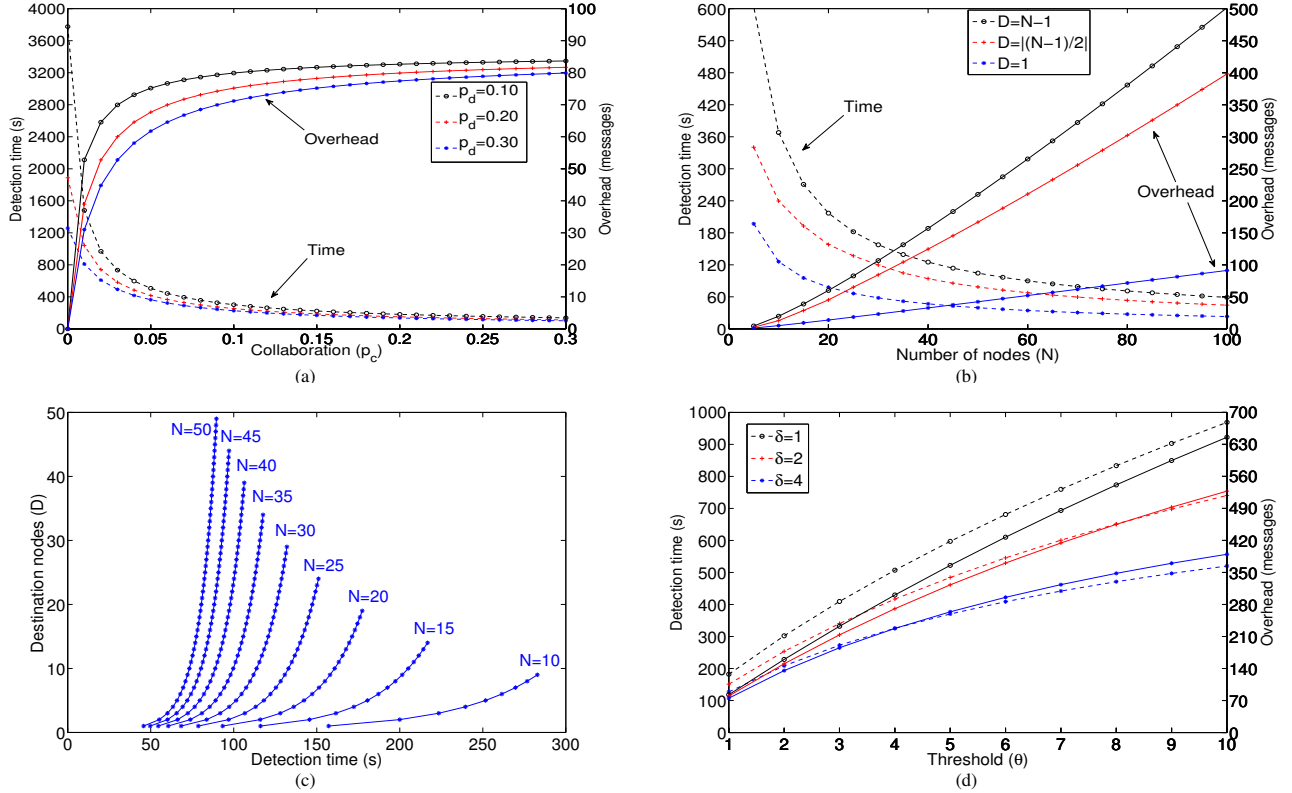 4000
3600
3200
2800
2400
2000
1600
1200
800
400
0
Detection time (s)
100
90
80
70
60
50
40
30
20
10
0
Overhead (messages)
p_d=0.10
p_d=0.20
p_d=0.30
Overhead
Time
0 0.05 0.1 0.15 0.2 0.25 0.3
Collaboration (p_c)
(a)
600
540
480
420
360
300
240
180
120
60
0
Detection time (s)
500
450
400
350
300
250
200
150
100
50
0
Overhead (messages)
D=N−1
D=|(N−1)/2|
D=1
Time
Overhead
0 20 40 60 80 100
Number of nodes (N)
(b)
50
40
30
20
10
0
Destination nodes (D)
N=50
N=45
N=40
N=35
N=30
N=25
N=20
N=15
N=10
0 50 100 150 200 250 300
Detection time (s)
(c)
1000
900
800
700
600
500
400
300
200
100
0
Detection time (s)
700
630
560
490
420
350
280
210
140
70
0
Overhead (messages)
δ=1
δ=2
δ=4
1 2 3 4 5 6 7 8 9 10
Threshold (θ)
(d)